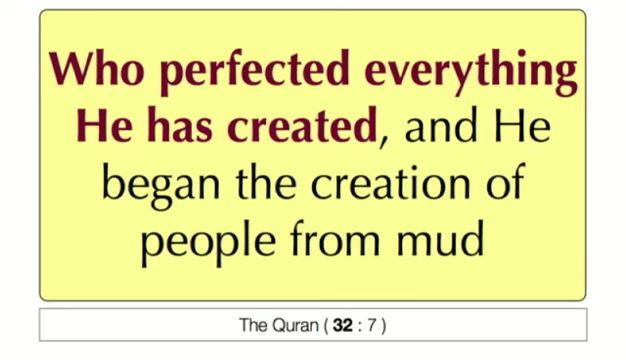 Who perfected everything
He has created, and He
began the creation of
people from mud
The Quran ( 32 : 7 )